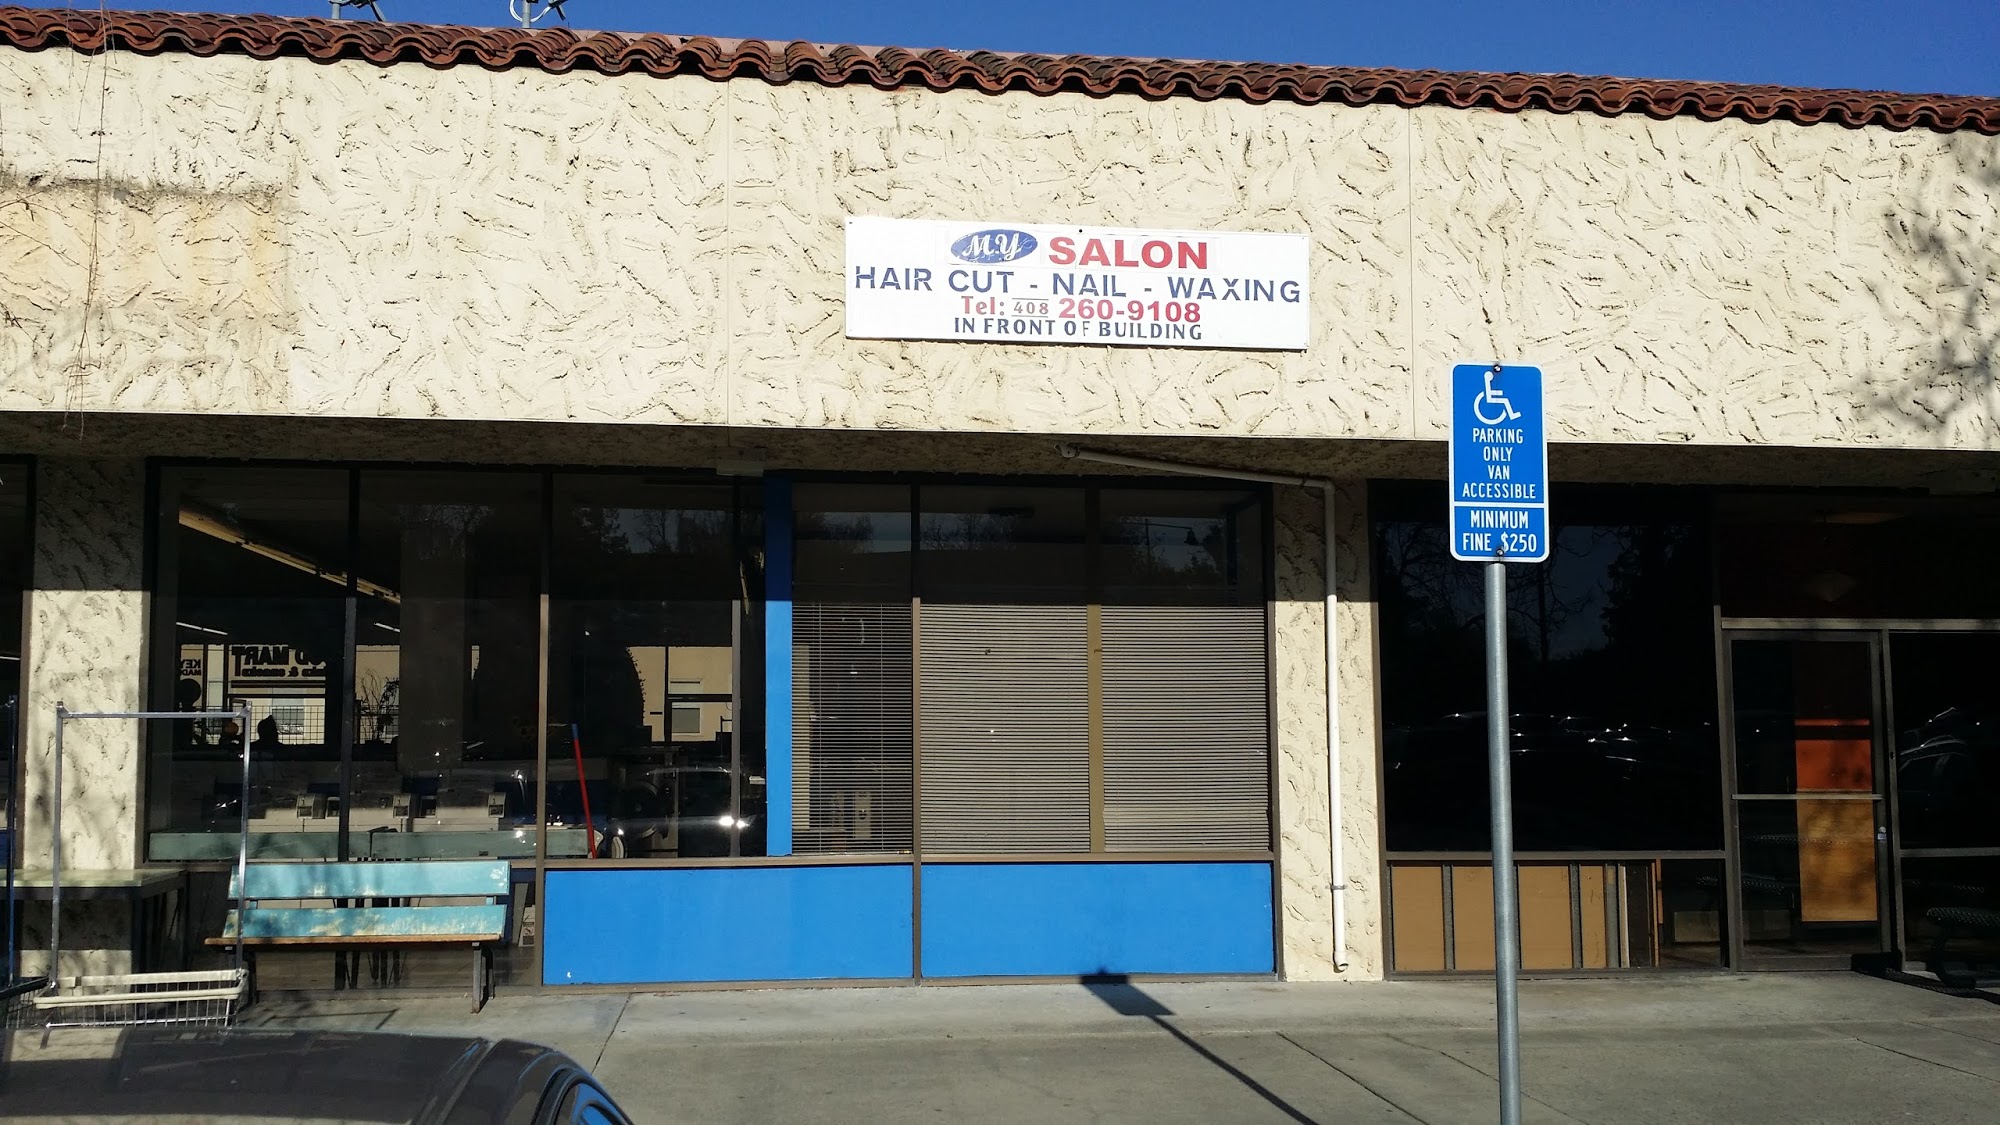 M.Y SALON
HAIR CUT - NAIL - WAXING
Tel: 408 260-9108
IN FRONT OF BUILDING
PARKING
ONLY
VAN
ACCESSIBLE
MINIMUM
FINE $250
MART